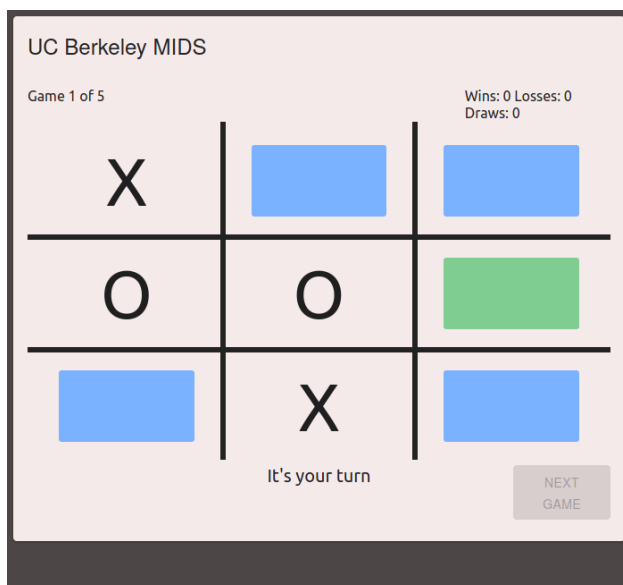 UC Berkeley MIDS
Game 1 of 5
Wins: 0 Losses: 0
Draws: 0
X
O O
X
It's your turn
NEXT
GAME